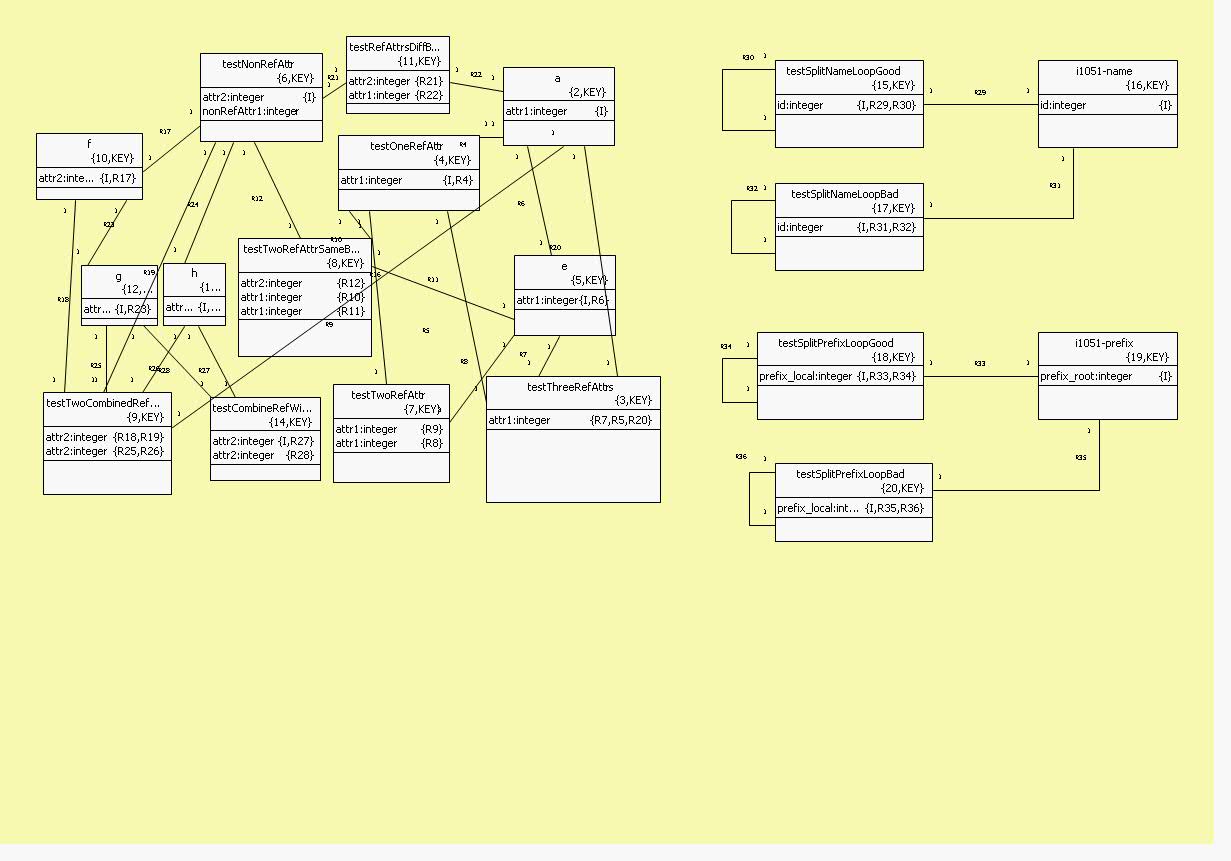 testNonRefAttr
{6,KEY}
attr2:integer {I}
nonRefAttr1:integer
testRefAttrsDiffB...
{11,KEY}
attr2:integer {R21}
attr1:integer {R22}
a
{2,KEY}
attr1:integer {I}
f
{10,KEY}
attr2:inte... {I,R17}
testOneRefAttr
{4,KEY}
attr1:integer {I,R4}
testTwoRefAttrSameB...
{8,KEY}
attr2:integer {R12}
attr1:integer {R10}
attr1:integer {R11}
g
{12,...
attr... {I,R23}
h
{1...
attr... {I,...
e
{5,KEY}
attr1:integer{I,R6}
testTwoCombinedRef...
{9,KEY}
attr2:integer {R18,R19}
attr2:integer {R25,R26}
testCombineRefWi...
{14,KEY}
attr2:integer {I,R27}
attr2:integer {R28}
testTwoRefAttr
{7,KEY}
attr1:integer {R9}
attr1:integer {R8}
testThreeRefAttrs
{3,KEY}
attr1:integer {R7,R5,R20}
testSplitNameLoopGood
{15,KEY}
id:integer {I,R29,R30}
i1051-name
{16,KEY}
id:integer {I}
testSplitNameLoopBad
{17,KEY}
id:integer {I,R31,R32}
testSplitPrefixLoopGood
{18,KEY}
prefix_local:integer {I,R33,R34}
i1051-prefix
{19,KEY}
prefix_root:integer {I}
testSplitPrefixLoopBad
{20,KEY}
prefix_local:int... {I,R35,R36}
R21
R22
R17
R4
R24
R12
R6
R23
R10
R20
R19
R16
R11
R18
R9
R5
R25
R28
R27
R8
R7
R30
R29
R32
R31
R34
R33
R36
R35